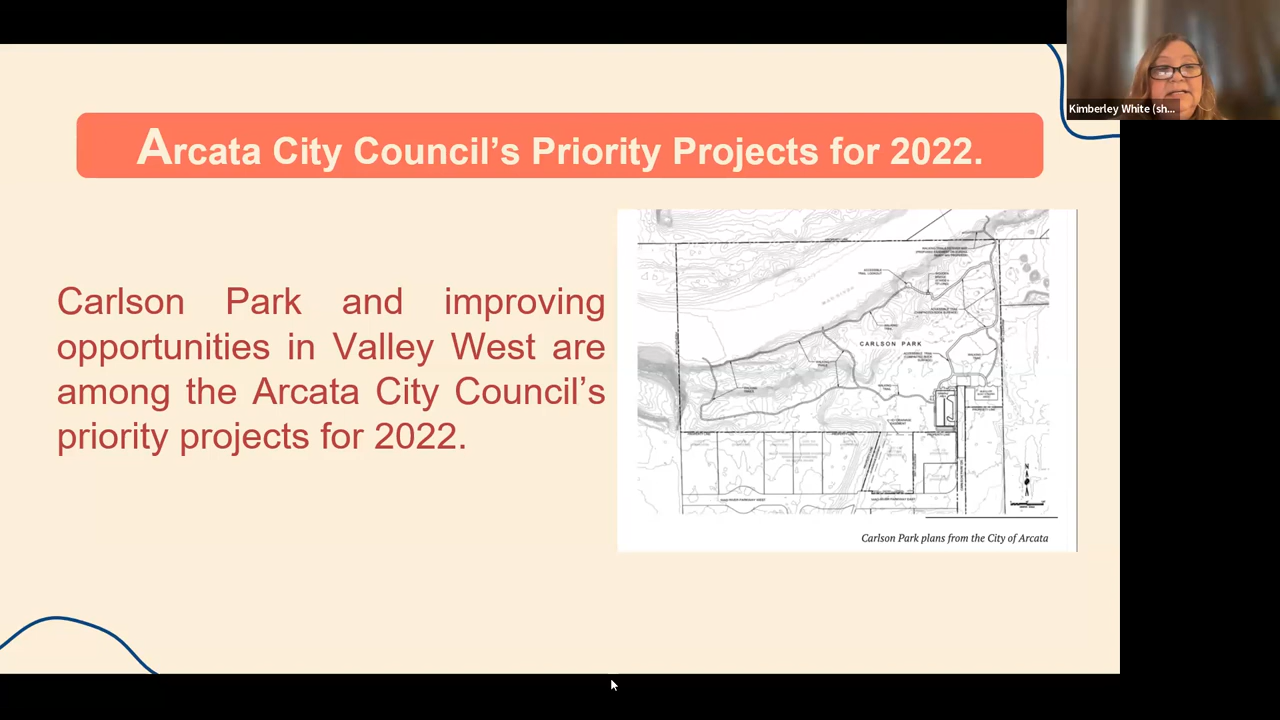 Kimberley White (sh...
Arcata City Council's Priority Projects for 2022.
Carlson Park and improving
opportunities in Valley West are
among the Arcata City Council's
priority projects for 2022.
CARLSON PARK
Carlson Park plans from the City of Arcata